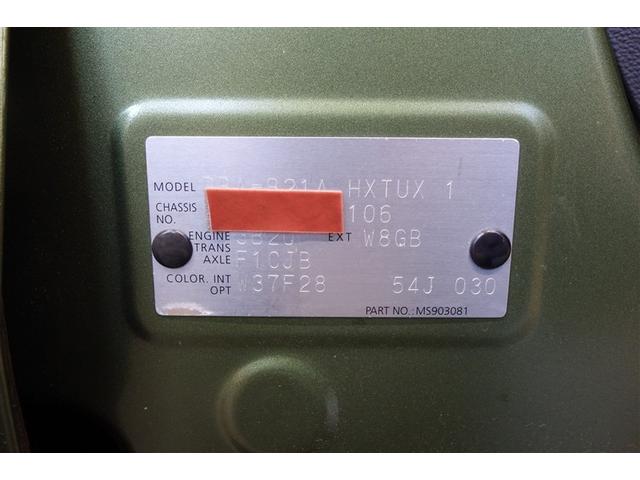 MODEL HXTUX 1
CHASSIS NO. 106
ENGINE EXT W8GB
TRANS
AXLE F1CJB
COLOR. INT W37F28 54J 030
OPT
PART NO.:MS903081